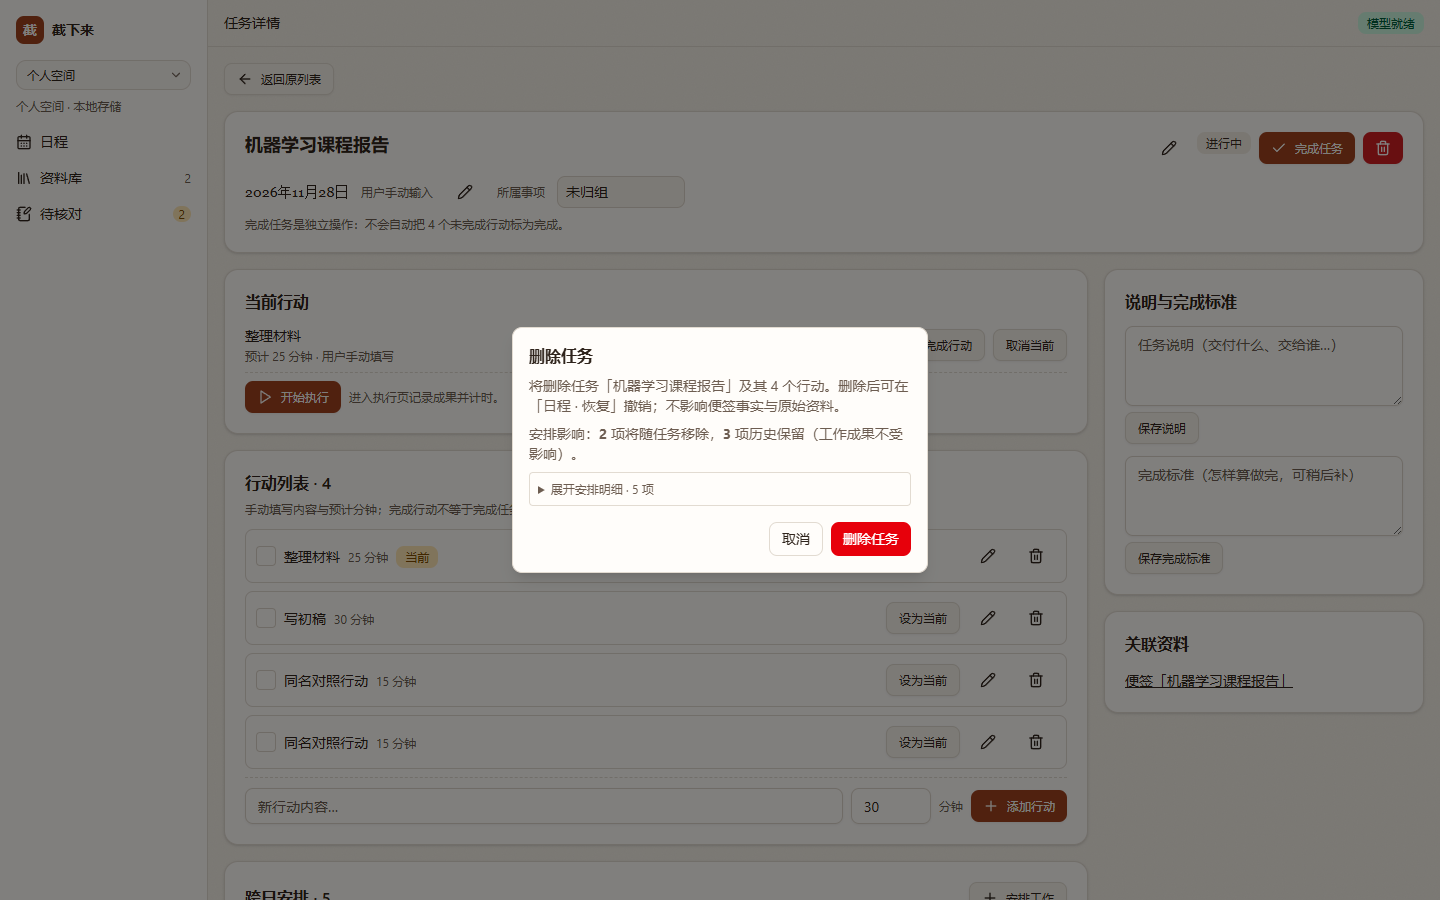 截 截下来
个人空间
个人空间 · 本地存储
日程
资料库 2
待核对 2
任务详情
模型就绪
返回原列表
机器学习课程报告
进行中
完成任务
2026年11月28日 用户手动输入 所属事项 未归组
完成任务是独立操作：不会自动把 4 个未完成行动标为完成。
当前行动
整理材料
预计 25 分钟 · 用户手动填写
完成行动
取消当前
开始执行
进入执行页记录成果并计时。
行动列表 · 4
手动填写内容与预计分钟；完成行动不等于完成任
整理材料 25 分钟 当前
写初稿 30 分钟 设为当前
同名对照行动 15 分钟 设为当前
同名对照行动 15 分钟 设为当前
新行动内容... 30 分钟 添加行动
跨日安排 · 5
安排工作
说明与完成标准
任务说明（交付什么、交给谁...）
保存说明
完成标准（怎样算做完，可稍后补）
保存完成标准
关联资料
便签「机器学习课程报告」
删除任务
将删除任务「机器学习课程报告」及其 4 个行动。删除后可在
「日程 · 恢复」撤销；不影响便签事实与原始资料。
安排影响：2 项将随任务移除，3 项历史保留（工作成果不受
影响）。
展开安排明细 · 5 项
取消
删除任务